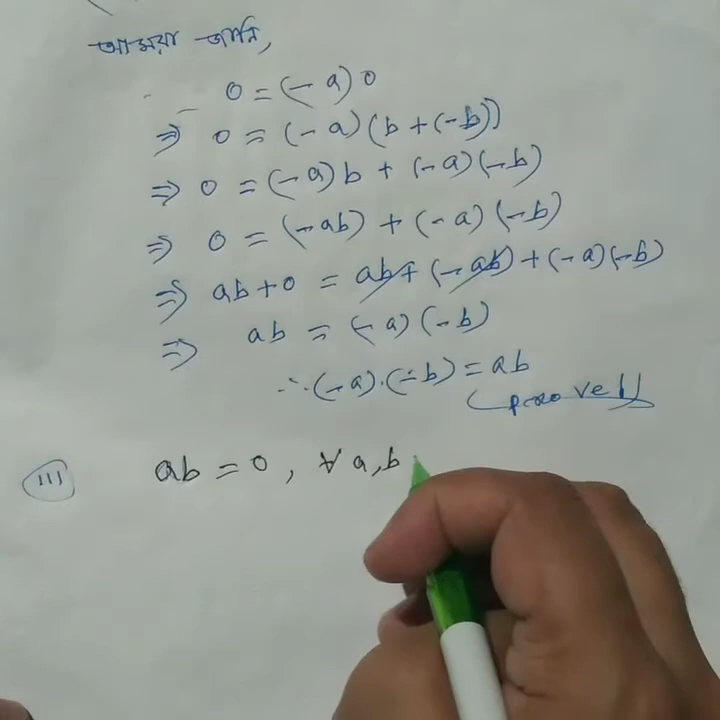 আমরা জানি,
0 = (-a) 0
⇒ 0 = (-a)(b + (-b))
⇒ 0 = (-a)b + (-a)(-b)
⇒ 0 = (-ab) + (-a)(-b)
⇒ ab + 0 = ab + (-ab) + (-a)(-b)
⇒ ab = (-a)(-b)
∴ (-a).(-b) = ab
(proved)
(iii) ab = 0, ∀ a, b